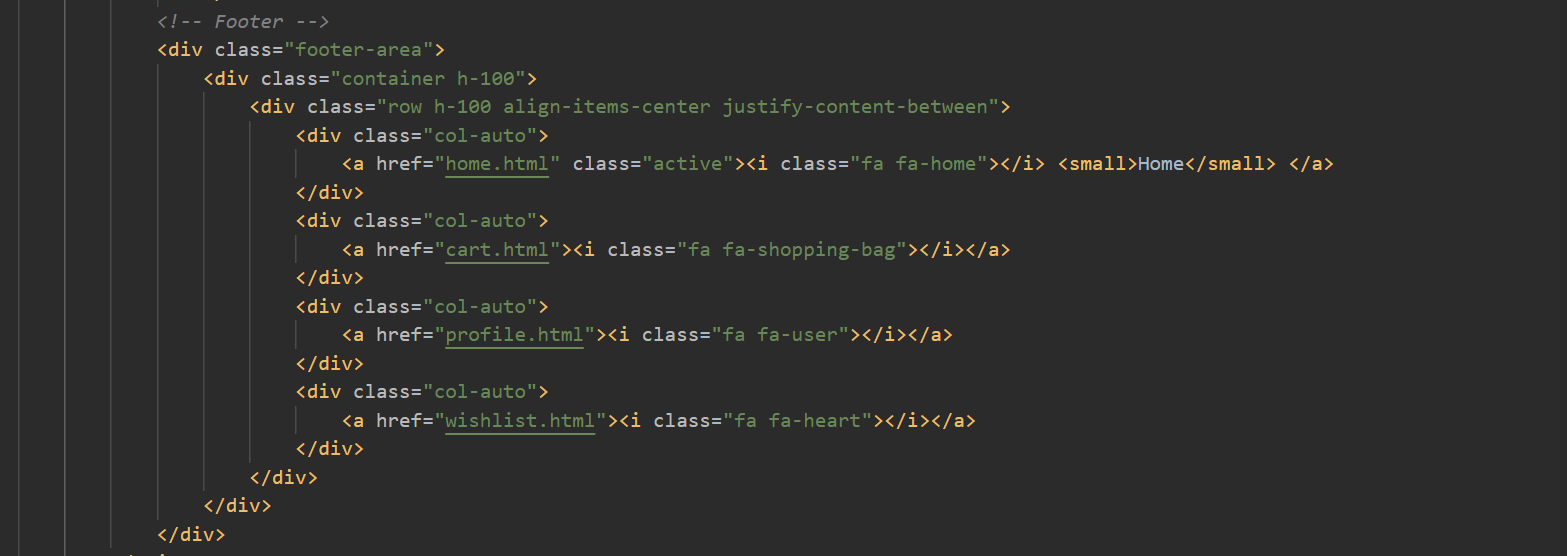 <!-- Footer -->
<div class="footer-area">
<div class="container h-100">
<div class="row h-100 align-items-center justify-content-between">
<div class="col-auto">
<a href="home.html" class="active"><i class="fa fa-home"></i> <small>Home</small> </a>
</div>
<div class="col-auto">
<a href="cart.html"><i class="fa fa-shopping-bag"></i></a>
</div>
<div class="col-auto">
<a href="profile.html"><i class="fa fa-user"></i></a>
</div>
<div class="col-auto">
<a href="wishlist.html"><i class="fa fa-heart"></i></a>
</div>
</div>
</div>
</div>